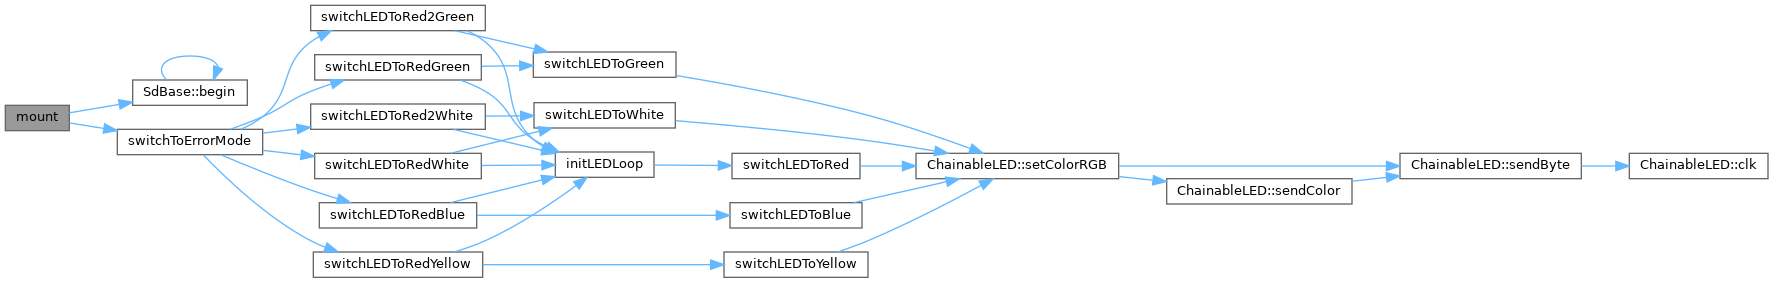 mount
SdBase::begin
switchToErrorMode
switchLEDToRed2Green
switchLEDToRedGreen
switchLEDToRed2White
switchLEDToRedWhite
switchLEDToRedBlue
switchLEDToRedYellow
switchLEDToGreen
switchLEDToWhite
initLEDLoop
switchLEDToRed
switchLEDToBlue
switchLEDToYellow
ChainableLED::setColorRGB
ChainableLED::sendColor
ChainableLED::sendByte
ChainableLED::clk